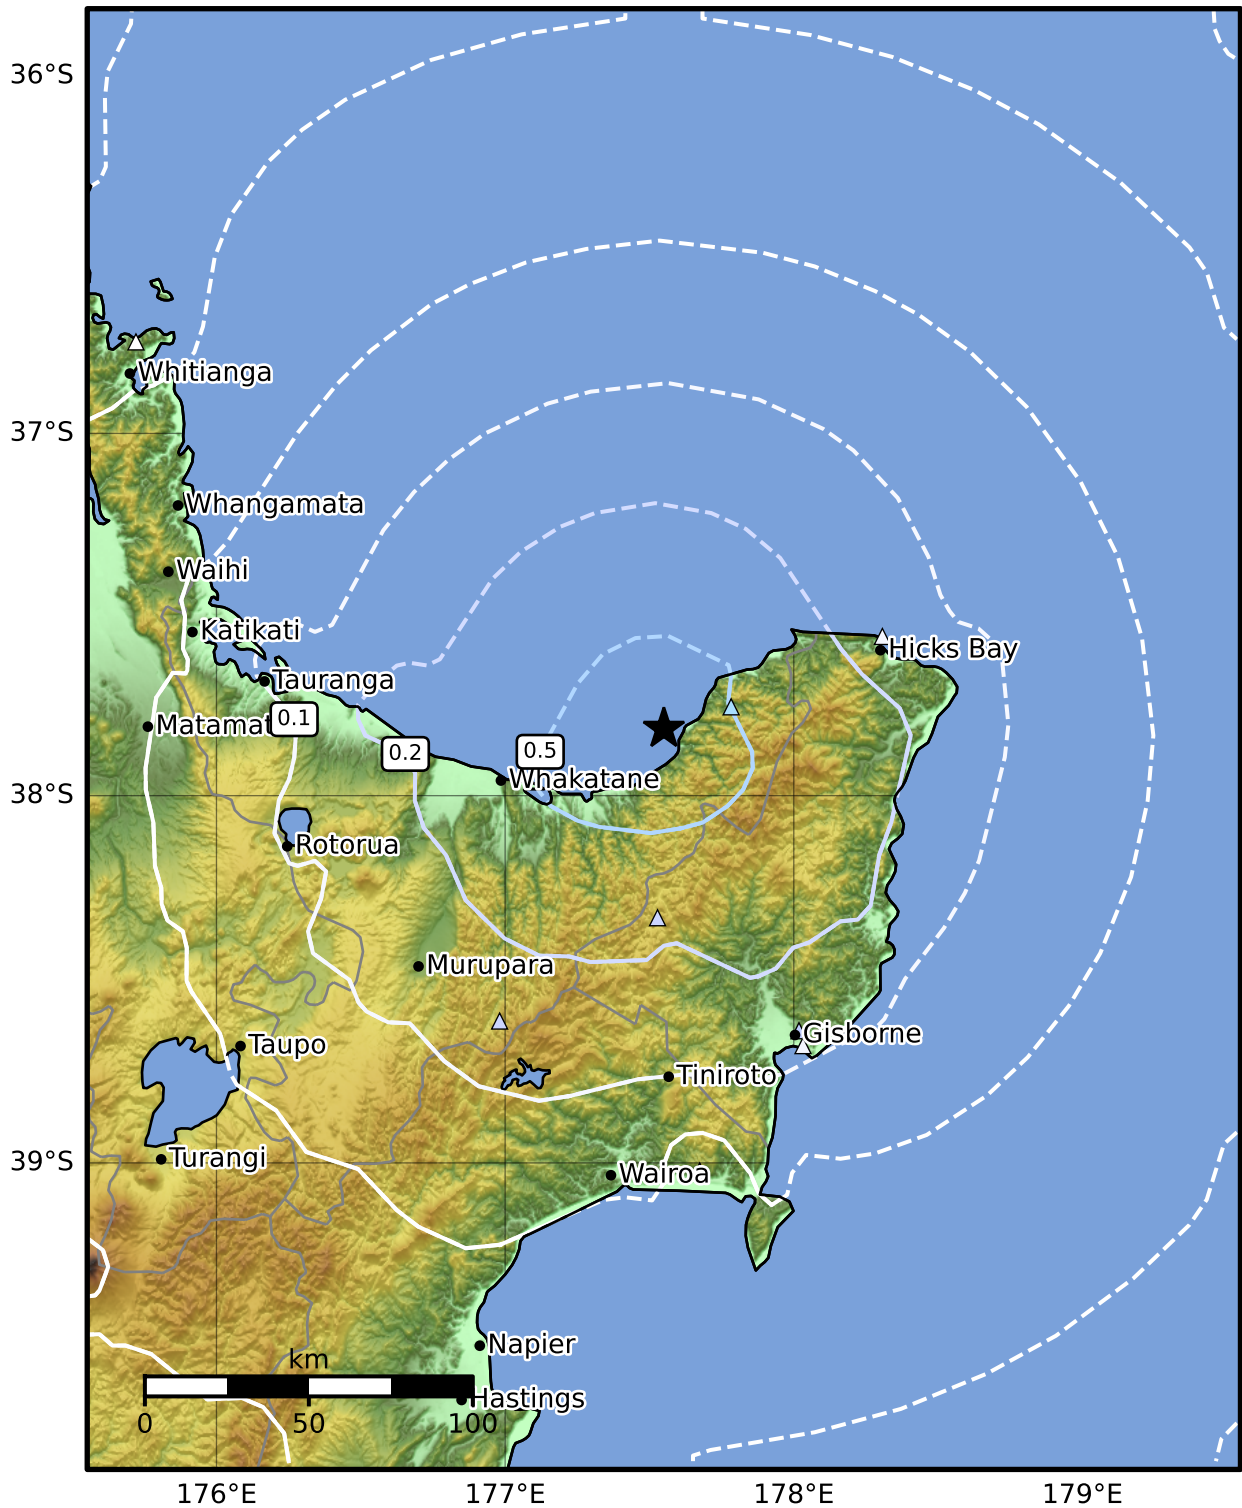 36°S
Whitianga
37°S
Whangamata
Waihi
Katikati
Hicks Bay
Tauranga
0.1
Matamat
0.2
0.5
Whakatane
38°S
Rotorua
Murupara
Gisborne
Taupo
Tiniroto
Turangi
39°S
Wairoa
Napier
km
Hastings
0 50 100
176°E 177°E 178°E 179°E